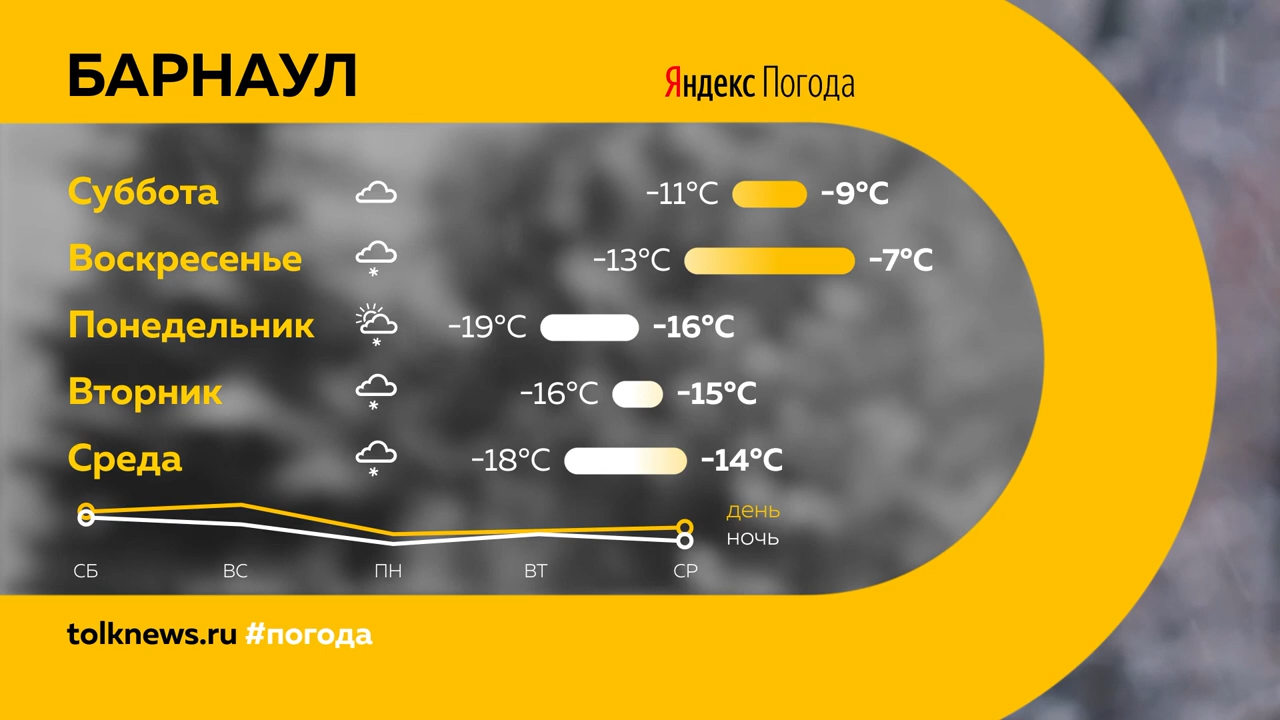 БАРНАУЛ
Яндекс Погода
Суббота -11°C -9°C
Воскресенье -13°C -7°C
Понедельник -19°C -16°C
Вторник -16°C -15°C
Среда -18°C -14°C
день
ночь
СБ ВС ПН ВТ СР
tolknews.ru #погода